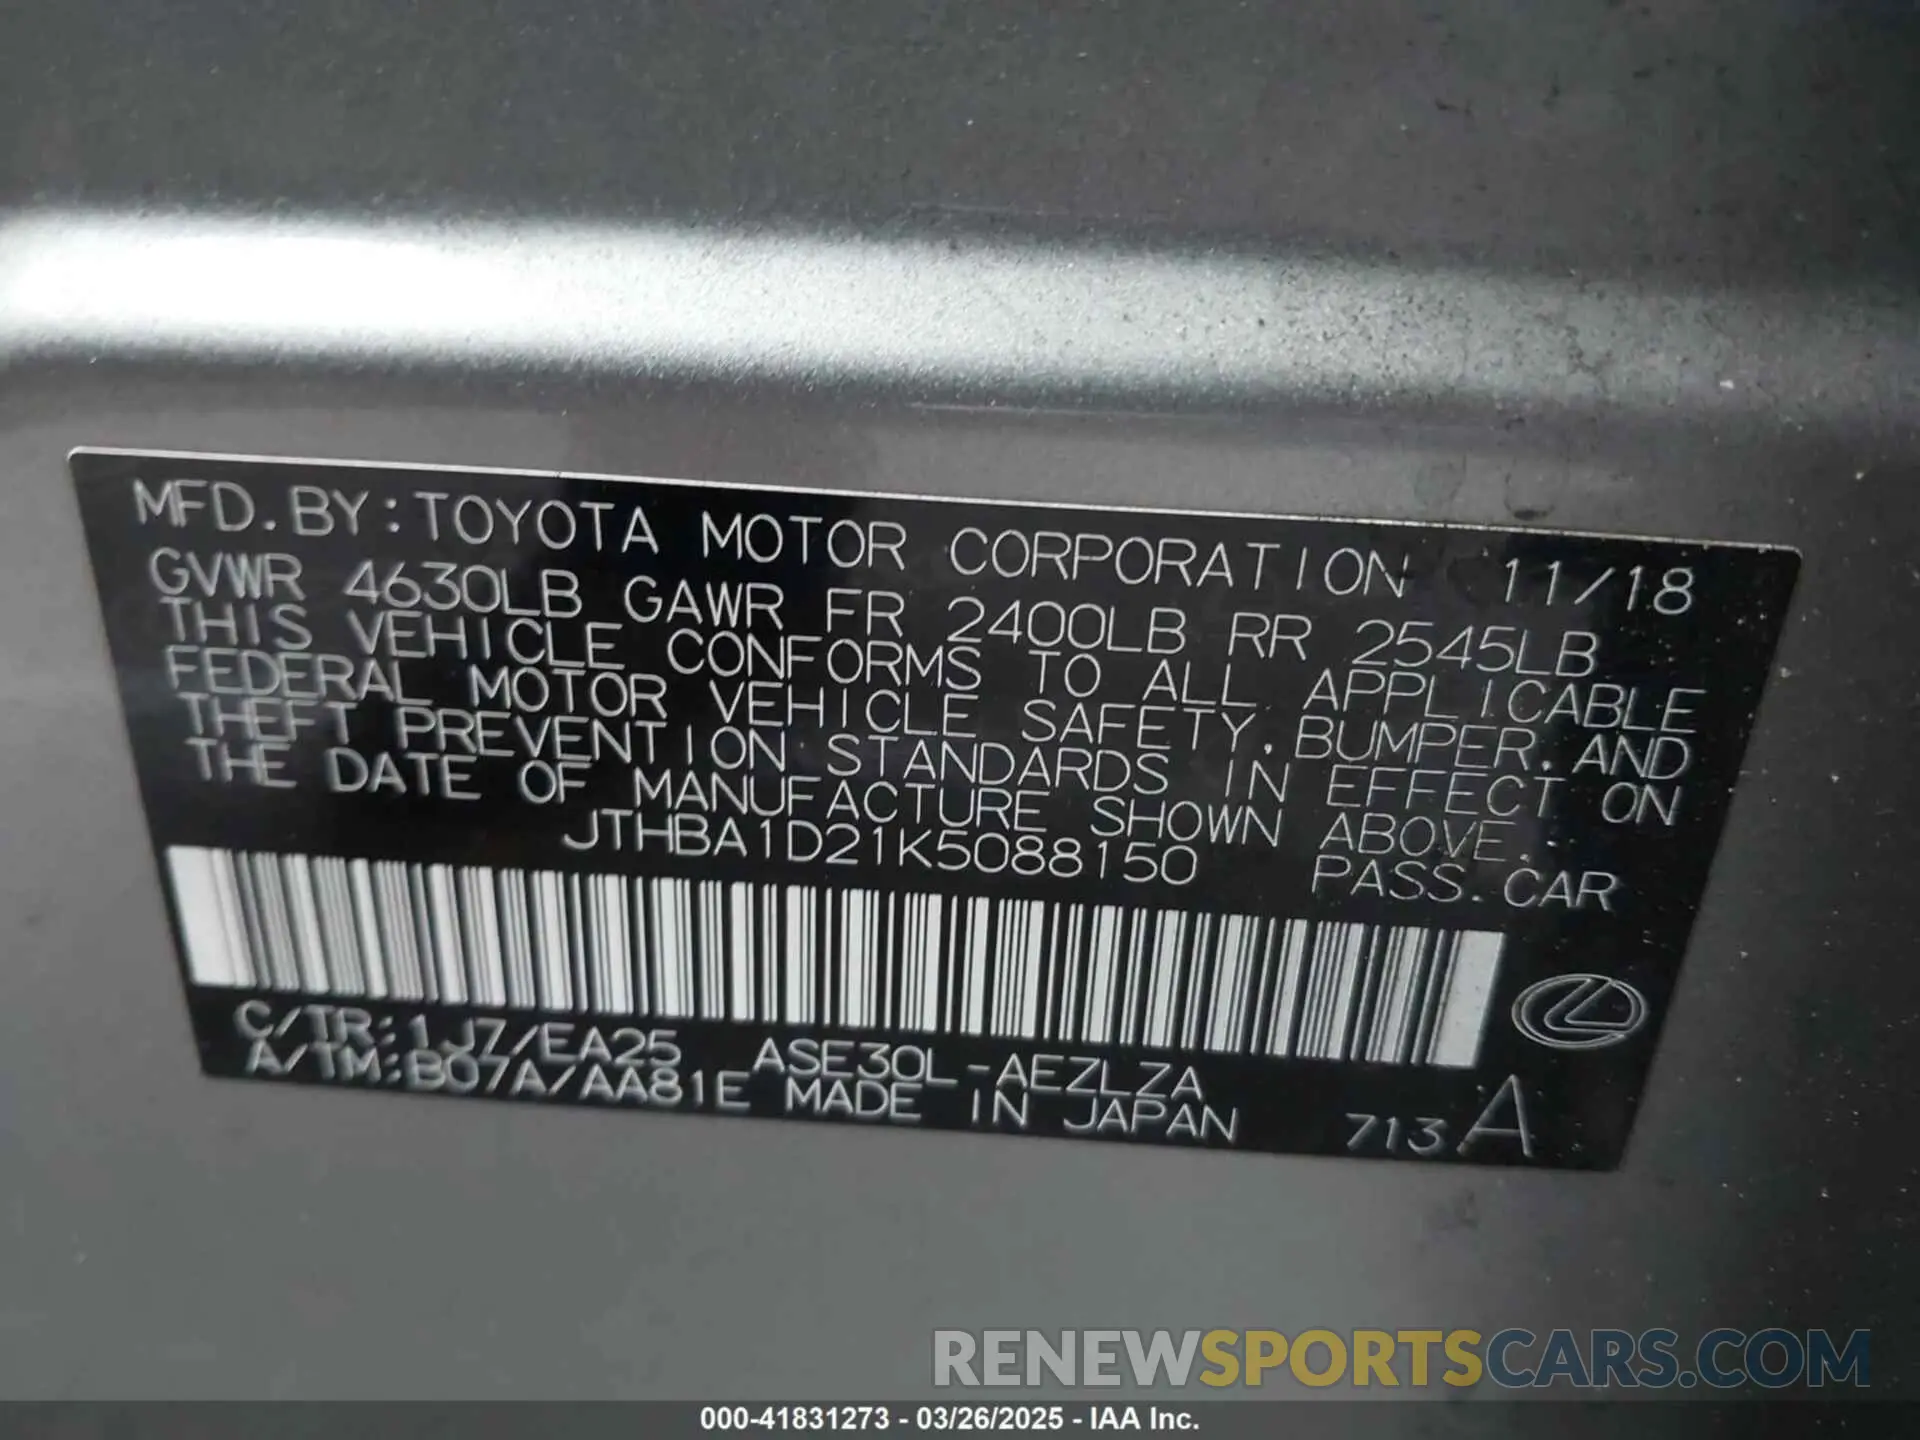 MFD. BY: TOYOTA MOTOR CORPORATION 11/18
GVWR 4630LB GAWR FR 2400LB RR 2545LB
THIS VEHICLE CONFORMS TO ALL APPLICABLE
FEDERAL MOTOR VEHICLE SAFETY, BUMPER, AND
THEFT PREVENTION STANDARDS IN EFFECT ON
THE DATE OF MANUFACTURE SHOWN ABOVE.
JTHBA1D21K5088150 PASS. CAR
C/TR: 1J7/EA25 ASE30L-AEZLZA
A/TM: B07A/AA81E MADE IN JAPAN 713 A
RENEWSPORTSCARS.COM
000-41831273 - 03/26/2025 - IAA Inc.